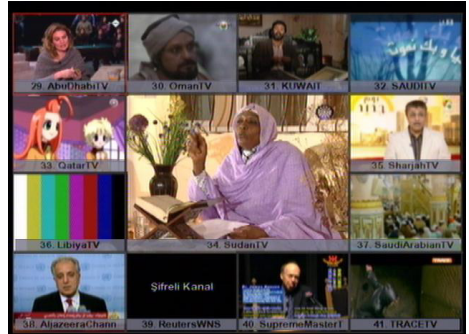 29. AbuDhabiTV
30. OmanTV
31. KUWAIT
32. SAUDITV
33. QatarTV
34. SudanTV
35. SharjahTV
36. LibiyaTV
37. SaudiArabianTV
38. AljazeeraChann
Şifreli Kanal
39. ReutersWNS
40. SupremeMasterT
41. TRACETV
TRACE